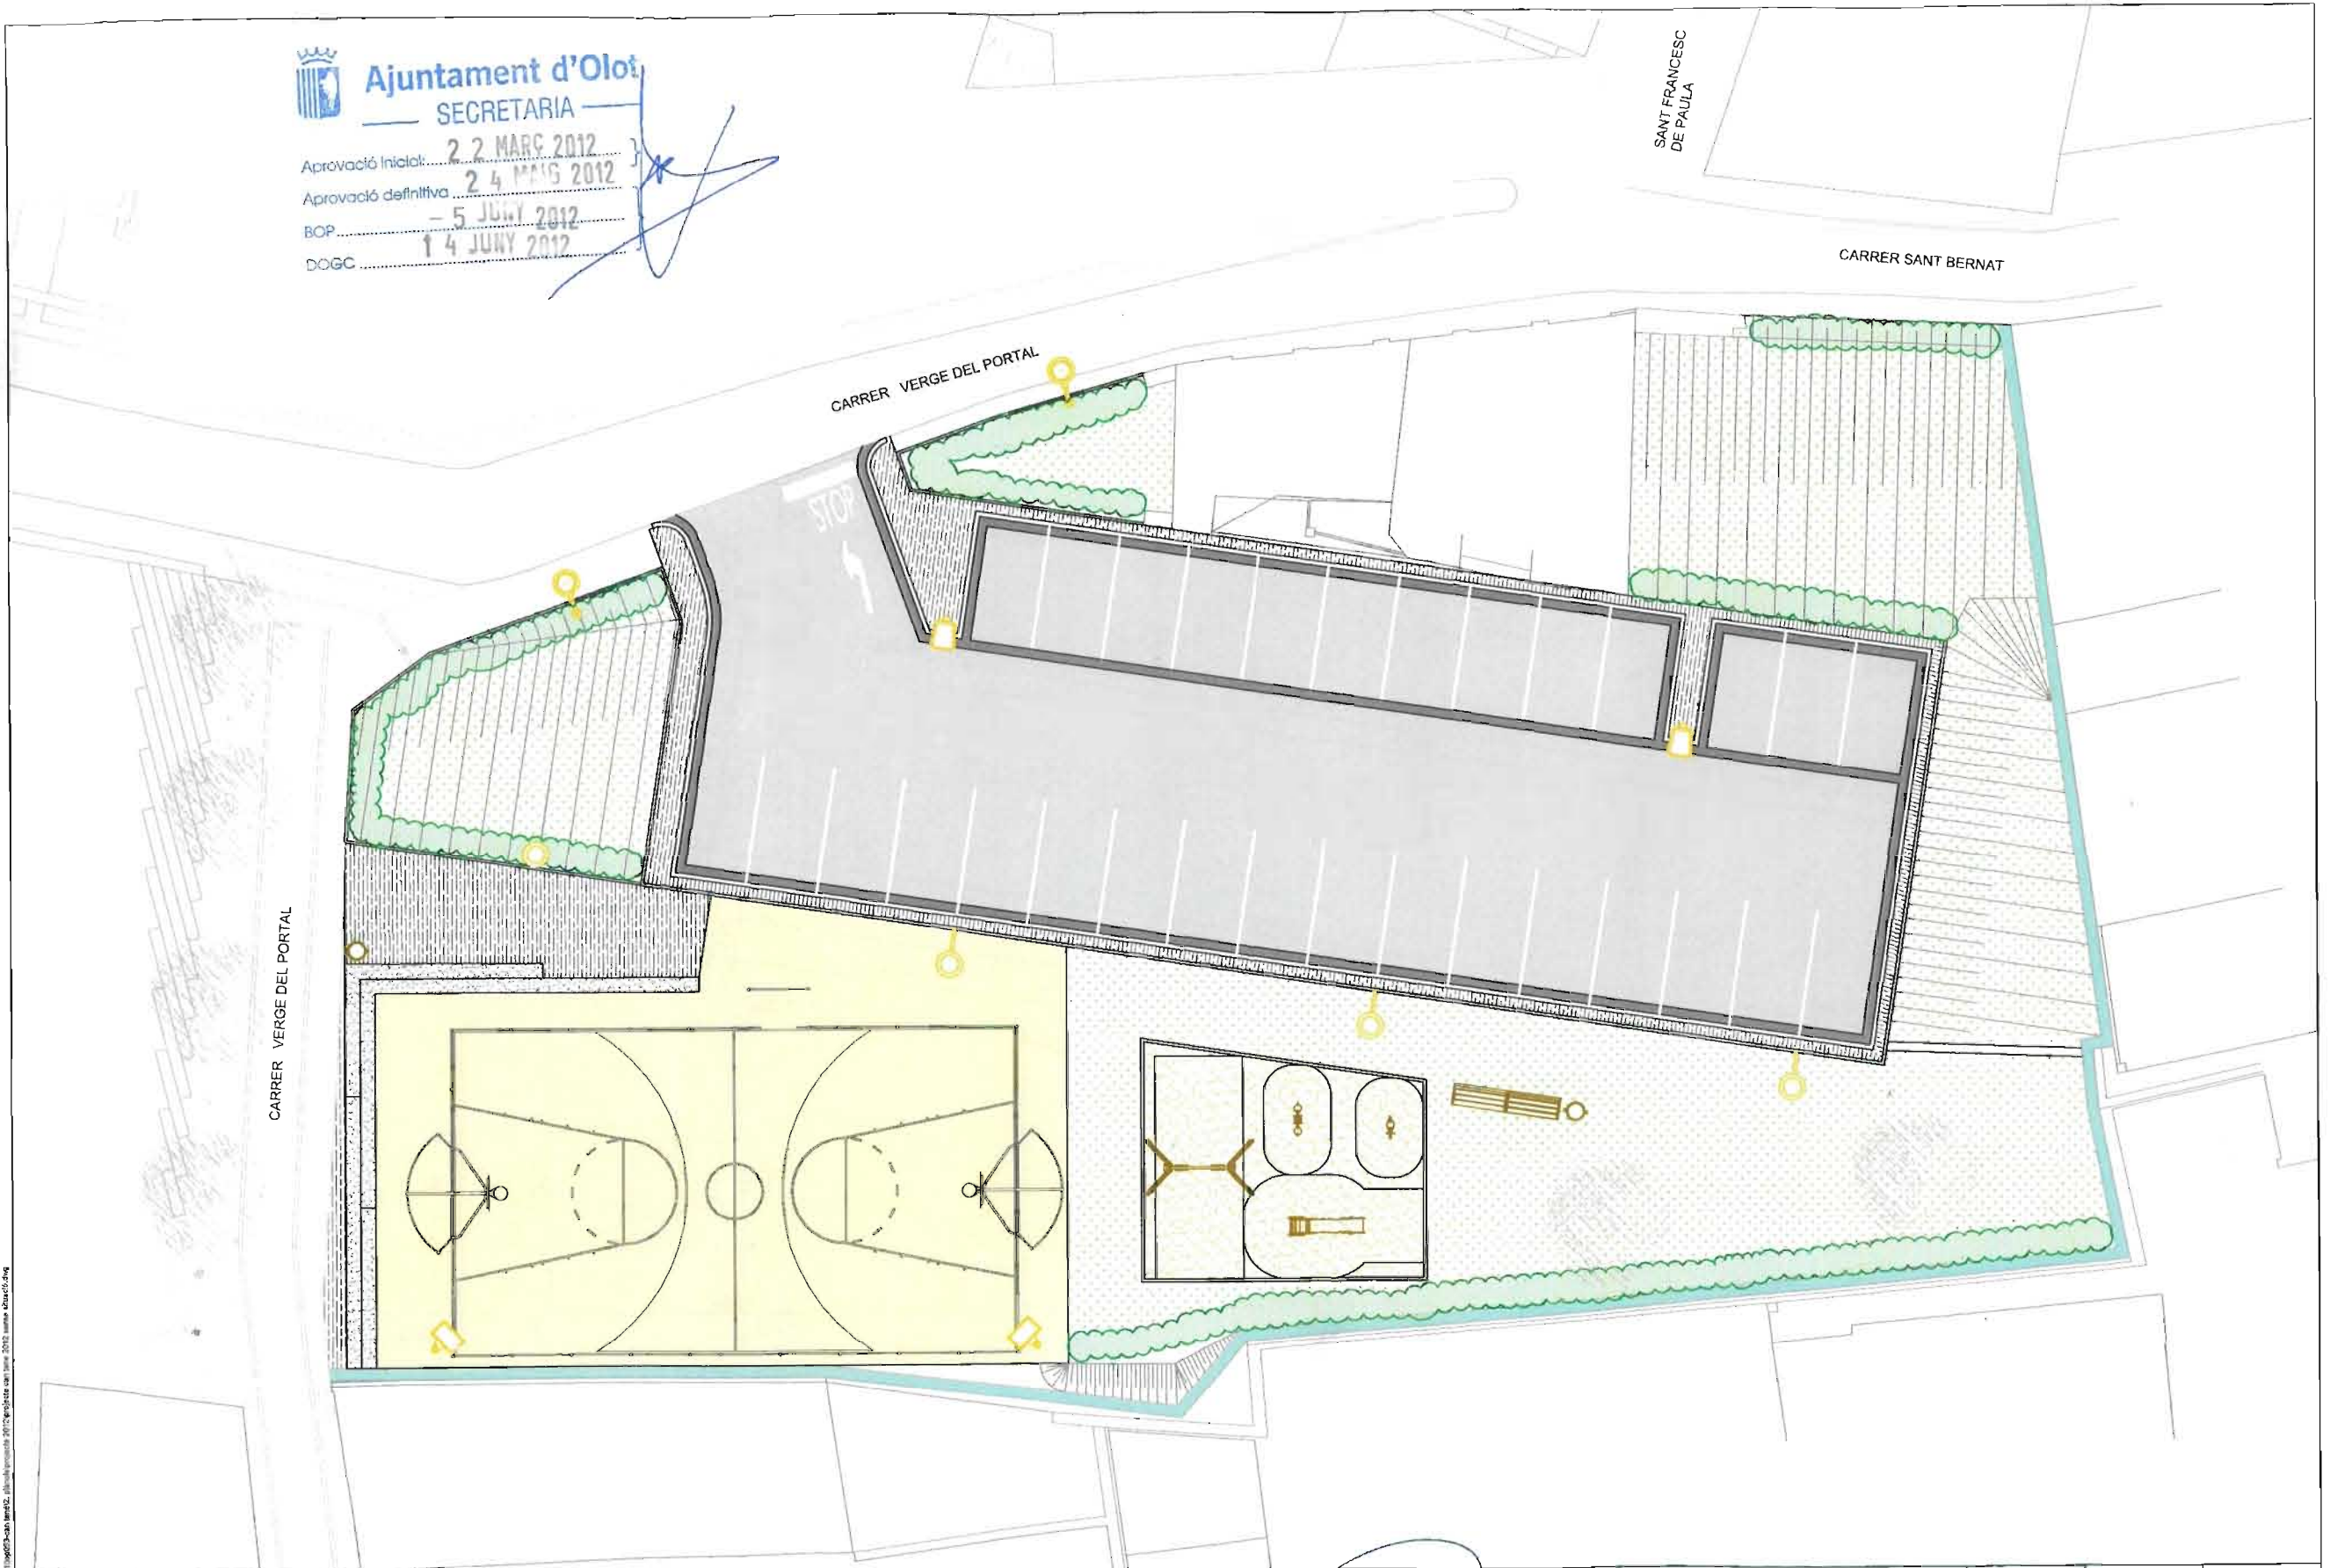 Ajuntament d'Olot
SECRETARIA
Aprovació inicial: 22 MARÇ 2012
Aprovació definitiva 24 MAIG 2012
BOP - 5 JUNY 2012
DOGC 14 JUNY 2012
SANT FRANCESC
DE PAULA
CARRER SANT BERNAT
CARRER VERGE DEL PORTAL
STOP
CARRER VERGE DEL PORTAL